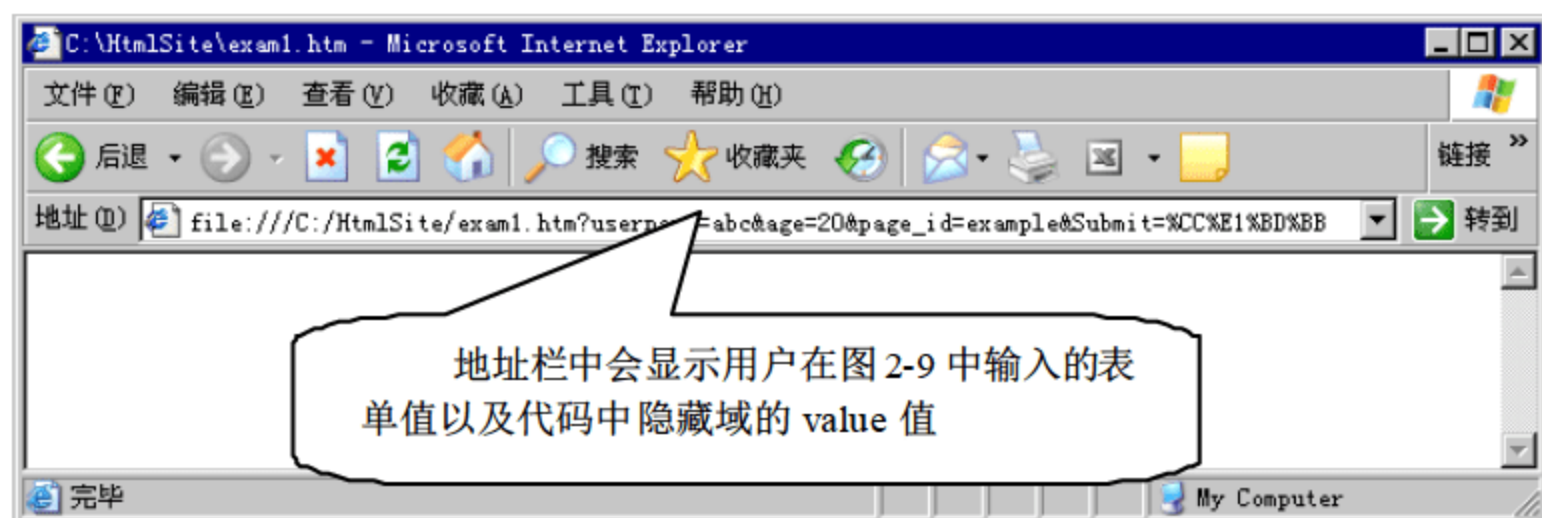 C:\HtmlSite\exam1.htm - Microsoft Internet Explorer
文件(F) 编辑(E) 查看(V) 收藏(A) 工具(T) 帮助(H)
后退 搜索 收藏夹 链接 »
地址(D) file:///C:/HtmlSite/exam1.htm?userpa =abc&age=20&page_id=example&Submit=%CC%E1%BD%BB 转到
地址栏中会显示用户在图 2-9 中输入的表
单值以及代码中隐藏域的 value 值
完毕 My Computer